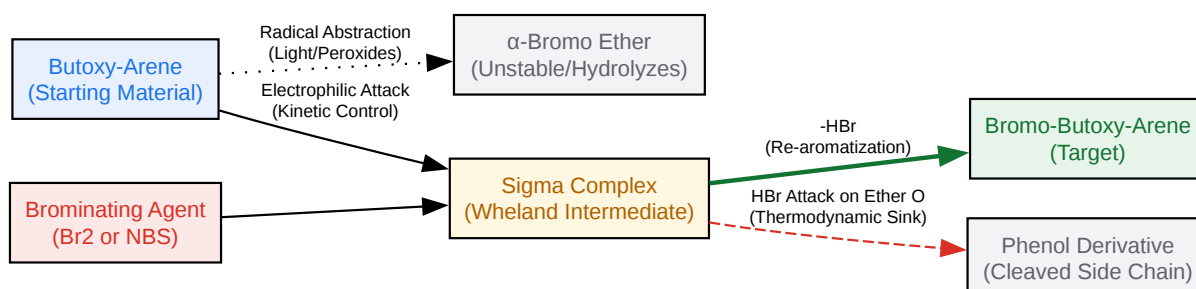 Butoxy-Arene
(Starting Material)
Radical Abstraction
(Light/Peroxides)
α-Bromo Ether
(Unstable/Hydrolyzes)
Electrophilic Attack
(Kinetic Control)
Brominating Agent
(Br2 or NBS)
Sigma Complex
(Wheland Intermediate)
-HBr
(Re-aromatization)
Bromo-Butoxy-Arene
(Target)
HBr Attack on Ether O
(Thermodynamic Sink)
Phenol Derivative
(Cleaved Side Chain)